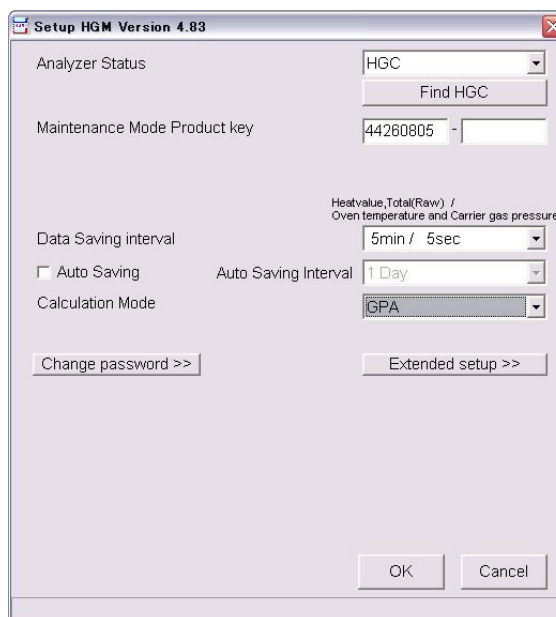 Setup HGM Version 4.83
Analyzer Status
HGC
Find HGC
Maintenance Mode Product key
44260805 -
Heatvalue,Total(Raw) /
Oven temperature and Carrier gas pressure
Data Saving interval
5min / 5sec
Auto Saving
Auto Saving Interval
1 Day
Calculation Mode
GPA
Change password >>
Extended setup >>
OK
Cancel